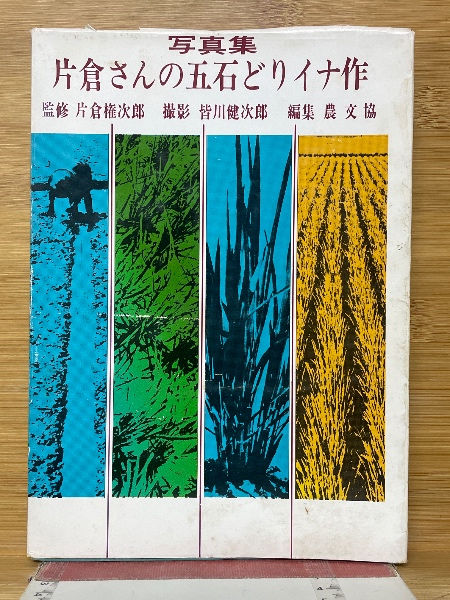 写真集
片倉さんの五石どりイナ作
監修 片倉権次郎 撮影 皆川健次郎 編集 農文協